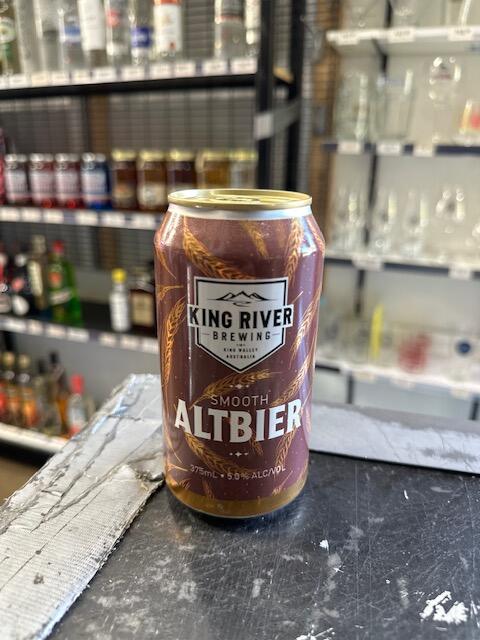 KING RIVER
BREWING
KING VALLEY
AUSTRALIA
SMOOTH
ALTBIER
375mL • 5.0% ALC/VOL